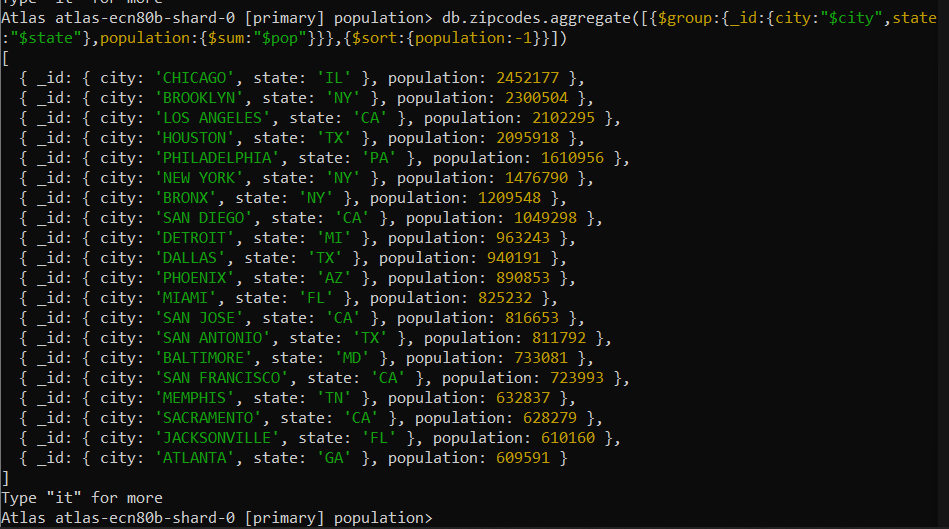 Type "it" for more
Atlas atlas-ecn80b-shard-0 [primary] population> db.zipcodes.aggregate([{$group:{_id:{city:"$city",state
:"$state"},population:{$sum:"$pop"}}},{$sort:{population:-1}}])
[
  { _id: { city: 'CHICAGO', state: 'IL' }, population: 2452177 },
  { _id: { city: 'BROOKLYN', state: 'NY' }, population: 2300504 },
  { _id: { city: 'LOS ANGELES', state: 'CA' }, population: 2102295 },
  { _id: { city: 'HOUSTON', state: 'TX' }, population: 2095918 },
  { _id: { city: 'PHILADELPHIA', state: 'PA' }, population: 1610956 },
  { _id: { city: 'NEW YORK', state: 'NY' }, population: 1476790 },
  { _id: { city: 'BRONX', state: 'NY' }, population: 1209548 },
  { _id: { city: 'SAN DIEGO', state: 'CA' }, population: 1049298 },
  { _id: { city: 'DETROIT', state: 'MI' }, population: 963243 },
  { _id: { city: 'DALLAS', state: 'TX' }, population: 940191 },
  { _id: { city: 'PHOENIX', state: 'AZ' }, population: 890853 },
  { _id: { city: 'MIAMI', state: 'FL' }, population: 825232 },
  { _id: { city: 'SAN JOSE', state: 'CA' }, population: 816653 },
  { _id: { city: 'SAN ANTONIO', state: 'TX' }, population: 811792 },
  { _id: { city: 'BALTIMORE', state: 'MD' }, population: 733081 },
  { _id: { city: 'SAN FRANCISCO', state: 'CA' }, population: 723993 },
  { _id: { city: 'MEMPHIS', state: 'TN' }, population: 632837 },
  { _id: { city: 'SACRAMENTO', state: 'CA' }, population: 628279 },
  { _id: { city: 'JACKSONVILLE', state: 'FL' }, population: 610160 },
  { _id: { city: 'ATLANTA', state: 'GA' }, population: 609591 }
]
Type "it" for more
Atlas atlas-ecn80b-shard-0 [primary] population>